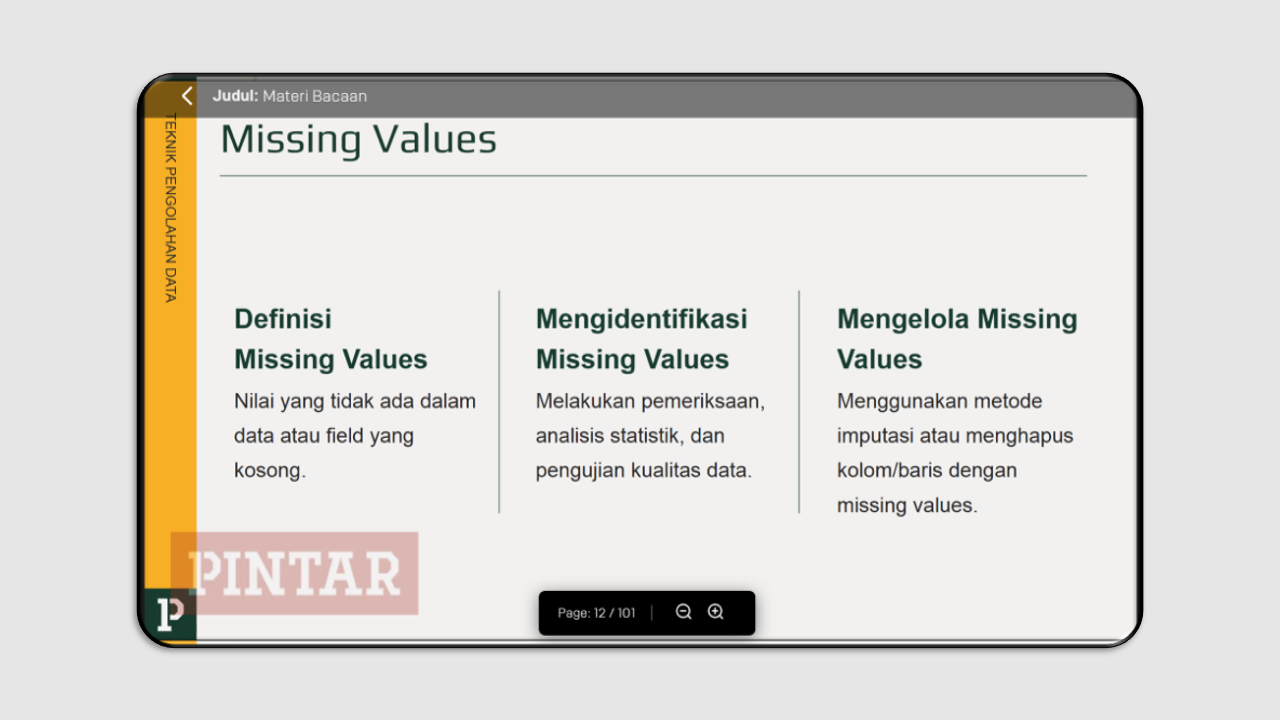 Judul: Materi Bacaan
TEKNIK PENGOLAHAN DATA
Missing Values
Definisi
Missing Values
Nilai yang tidak ada dalam
data atau field yang
kosong.
Mengidentifikasi
Missing Values
Melakukan pemeriksaan,
analisis statistik, dan
pengujian kualitas data.
Mengelola Missing
Values
Menggunakan metode
imputasi atau menghapus
kolom/baris dengan
missing values.
PINTAR
P
Page: 12 / 101